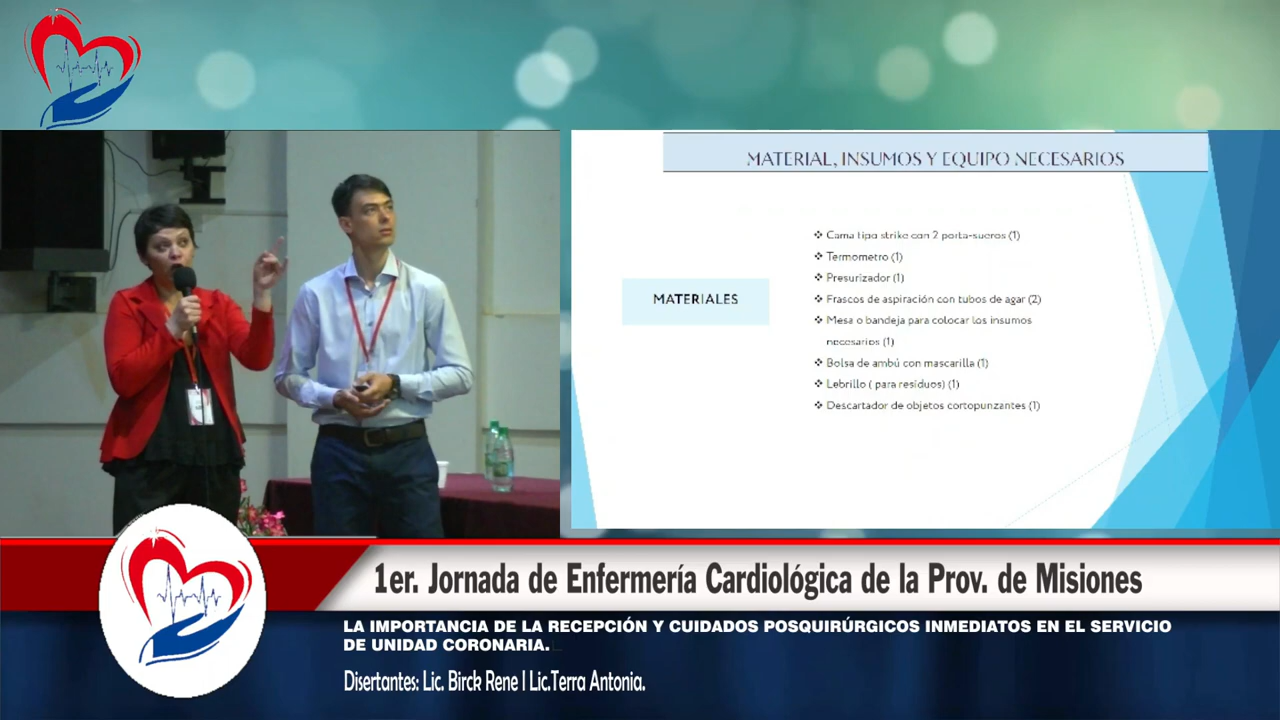 MATERIAL, INSUMOS Y EQUIPO NECESARIOS
MATERIALES
❖ Cama tipo strike con 2 porta-sueros (1)
❖ Termometro (1)
❖ Presurizador (1)
❖ Frascos de aspiración con tubos de agar (2)
❖ Mesa o bandeja para colocar los insumos
necesarios (1)
❖ Bolsa de ambú con mascarilla (1)
❖ Lebrillo ( para residuos) (1)
❖ Descartador de objetos cortopunzantes (1)
1er. Jornada de Enfermería Cardiológica de la Prov. de Misiones
LA IMPORTANCIA DE LA RECEPCIÓN Y CUIDADOS POSQUIRÚRGICOS INMEDIATOS EN EL SERVICIO
DE UNIDAD CORONARIA.
Disertantes: Lic. Birck Rene I Lic.Terra Antonia.